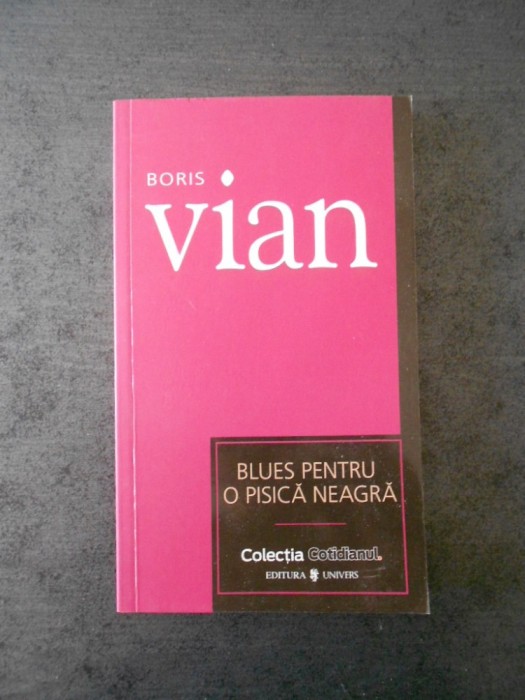 BORIS
vian
BLUES PENTRU
O PISICĂ NEAGRĂ
Colecția Cotidianul
EDITURA UNIVERS